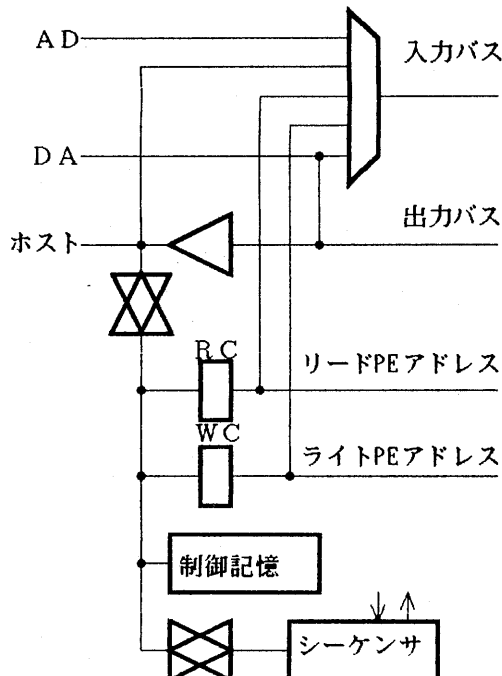 AD
入力バス
DA
出力バス
ホスト
RC
リードPEアドレス
WC
ライトPEアドレス
制御記憶
シーケンサ